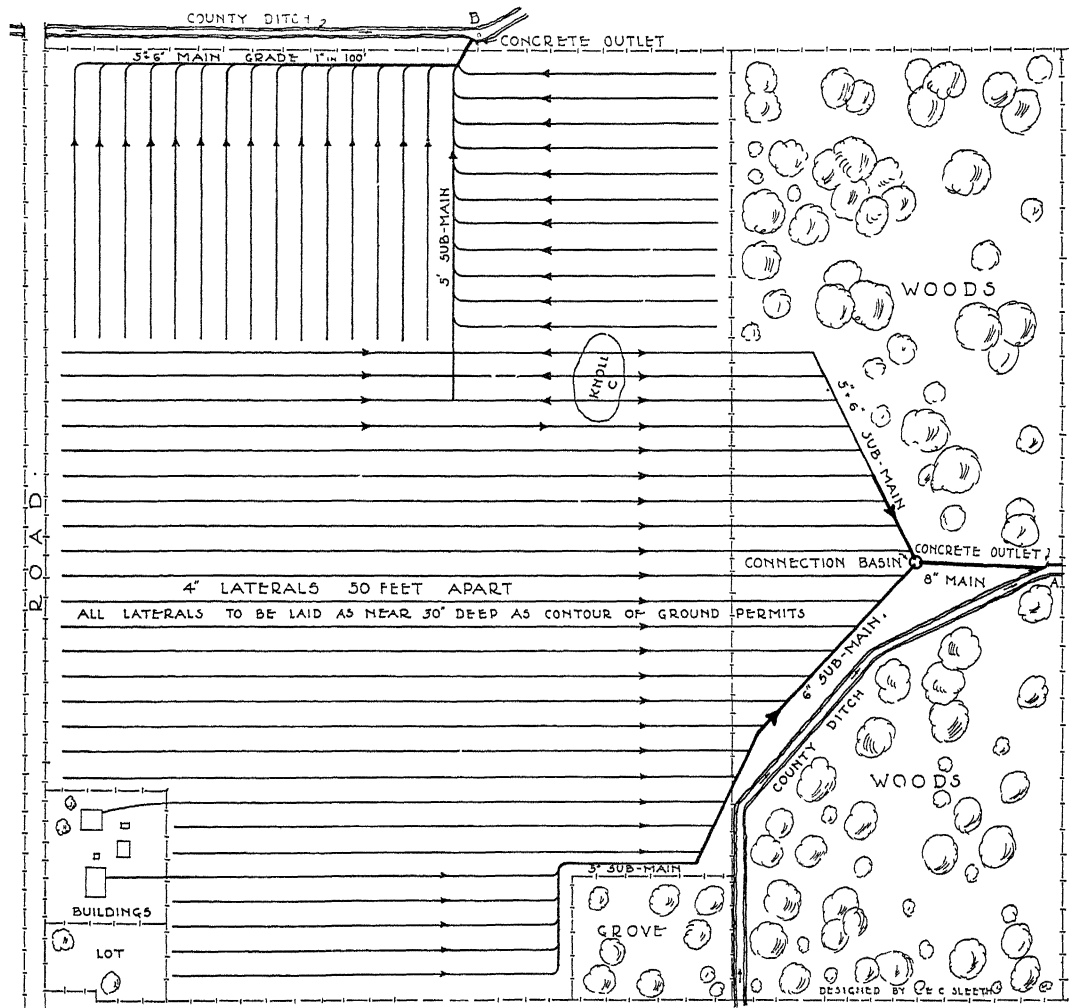 COUNTY DITCH 2
B
CONCRETE OUTLET
5"+6" MAIN GRADE 1" IN 100'
5' SUB-MAIN
WOODS
KNOLL
C
5"+6" SUB-MAIN
ROAD.
CONNECTION BASIN
CONCRETE OUTLET
8" MAIN
A
4" LATERALS 50 FEET APART
ALL LATERALS TO BE LAID AS NEAR 30" DEEP AS CONTOUR OF GROUND PERMITS
6" SUB-MAIN.
COUNTY DITCH
WOODS
5" SUB-MAIN
BUILDINGS
GROVE
LOT
DESIGNED BY E C SLEETH